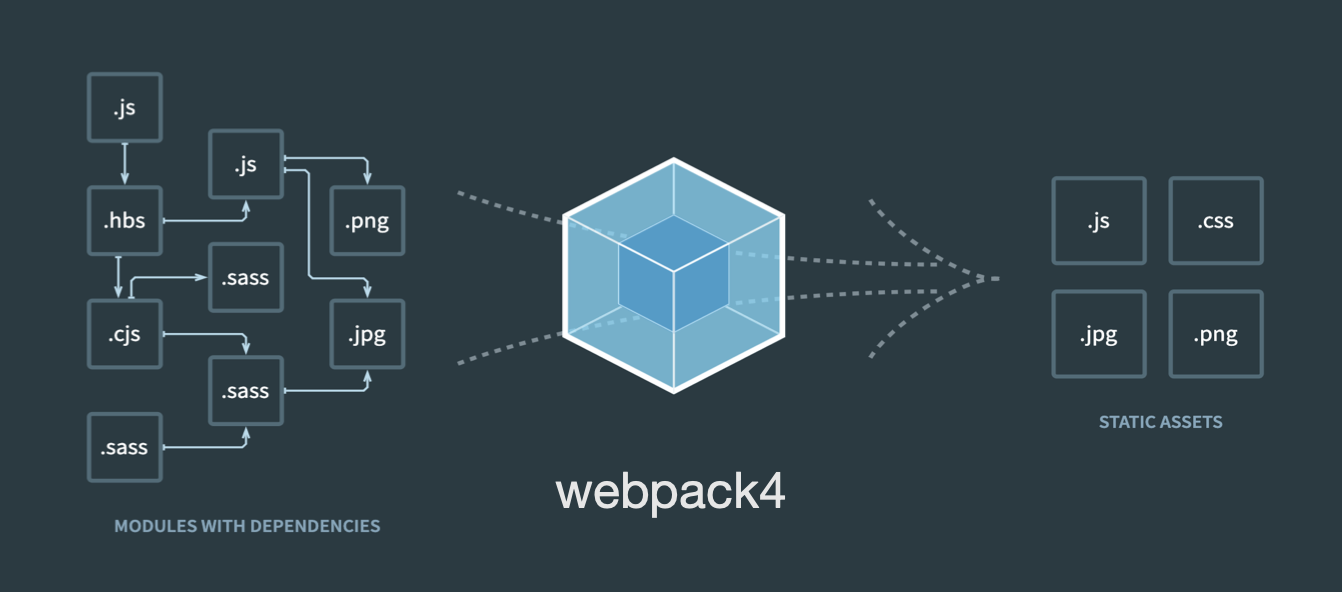 .js
.js
.hbs
.png
.sass
.cjs
.jpg
.sass
.sass
MODULES WITH DEPENDENCIES
webpack4
.js
.css
.jpg
.png
STATIC ASSETS